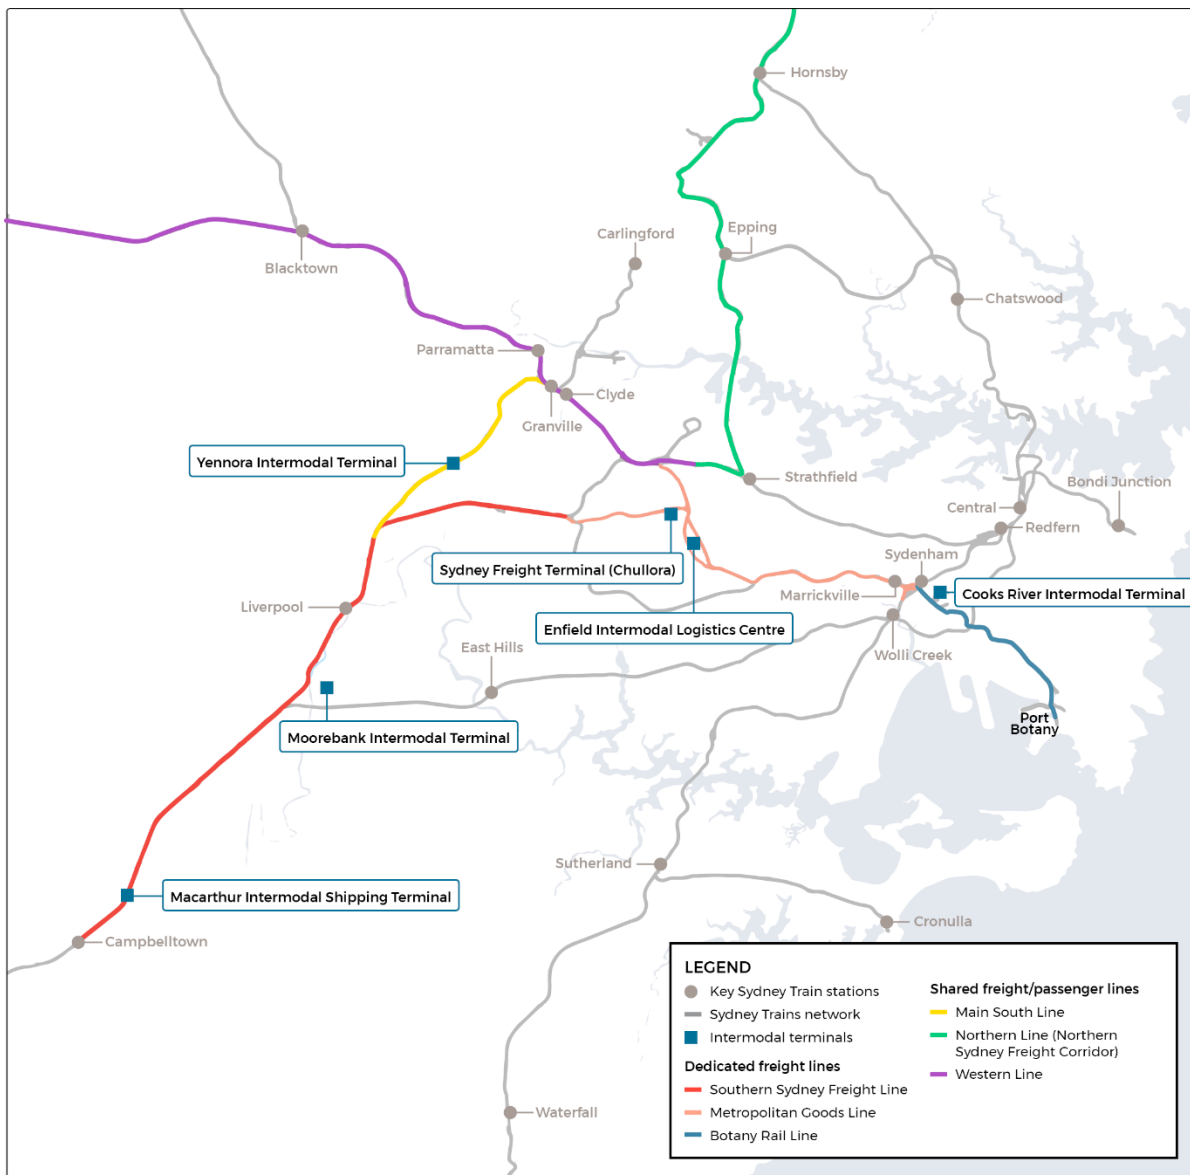 Hornsby
Epping
Carlingford
Blacktown
Chatswood
Parramatta
Clyde
Granville
Yennora Intermodal Terminal
Strathfield
Bondi Junction
Central
Redfern
Sydenham
Sydney Freight Terminal (Chullora)
Marrickville
Cooks River Intermodal Terminal
Liverpool
Enfield Intermodal Logistics Centre
East Hills
Wolli Creek
Port
Botany
Moorebank Intermodal Terminal
Sutherland
Macarthur Intermodal Shipping Terminal
Cronulla
Campbelltown
Waterfall
LEGEND
Key Sydney Train stations
Sydney Trains network
Intermodal terminals
Dedicated freight lines
Southern Sydney Freight Line
Metropolitan Goods Line
Botany Rail Line
Shared freight/passenger lines
Main South Line
Northern Line (Northern
Sydney Freight Corridor)
Western Line